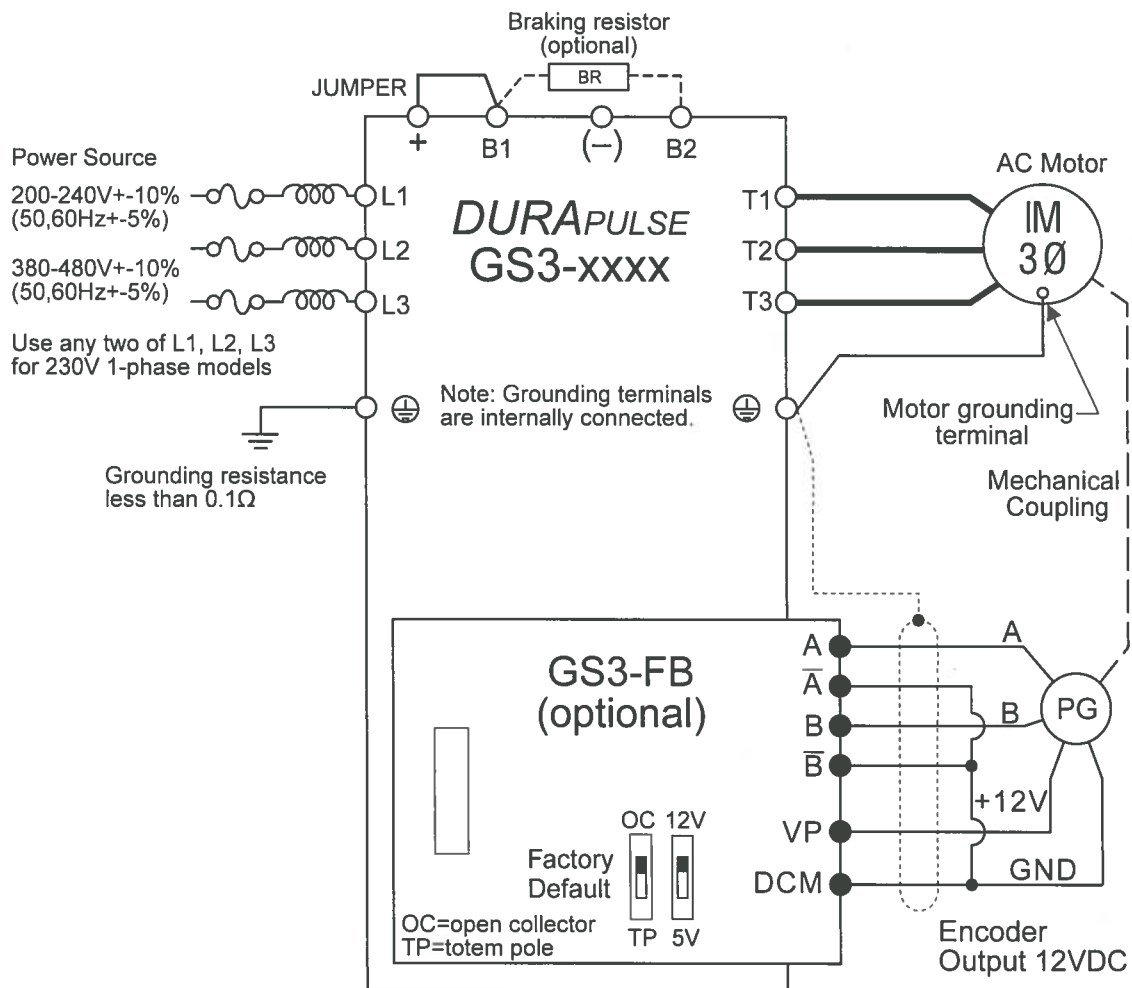 Braking resistor
(optional)
BR
JUMPER
+
B1
(−)
B2
Power Source
200-240V+-10%
(50,60Hz+-5%)
380-480V+-10%
(50,60Hz+-5%)
Use any two of L1, L2, L3
for 230V 1-phase models
L1
L2
L3
DURAPULSE
GS3-xxxx
T1
T2
T3
AC Motor
IM
3Ø
Note: Grounding terminals
are internally connected.
Grounding resistance
less than 0.1Ω
Motor grounding
terminal
Mechanical
Coupling
GS3-FB
(optional)
A
A̅
B
B̅
VP
DCM
A
B
PG
+12V
GND
OC 12V
Factory
Default
TP 5V
OC=open collector
TP=totem pole
Encoder
Output 12VDC